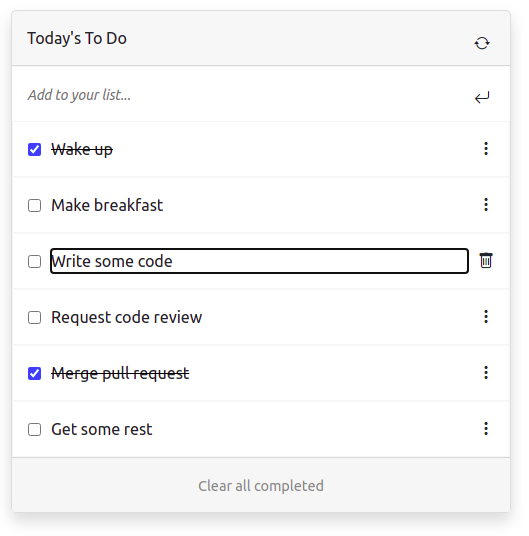 Today's To Do
Add to your list...
Wake up
Make breakfast
Write some code
Request code review
Merge pull request
Get some rest
Clear all completed